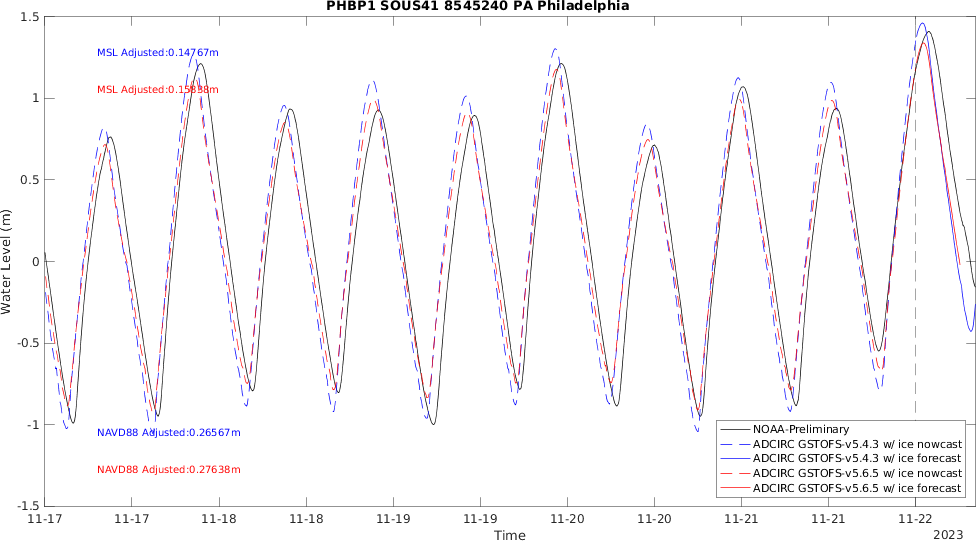 PHBP1 SOUS41 8545240 PA Philadelphia
1.5
1
0.5
0
-0.5
-1
-1.5
Water Level (m)
MSL Adjusted:0.14767m
MSL Adjusted:0.15838m
NAVD88 Adjusted:0.26567m
NAVD88 Adjusted:0.27638m
NOAA-Preliminary
ADCIRC GSTOFS-v5.4.3 w/ ice nowcast
ADCIRC GSTOFS-v5.4.3 w/ ice forecast
ADCIRC GSTOFS-v5.6.5 w/ ice nowcast
ADCIRC GSTOFS-v5.6.5 w/ ice forecast
11-17 11-17 11-18 11-18 11-19 11-19 11-20 11-20 11-21 11-21 11-22
Time
2023